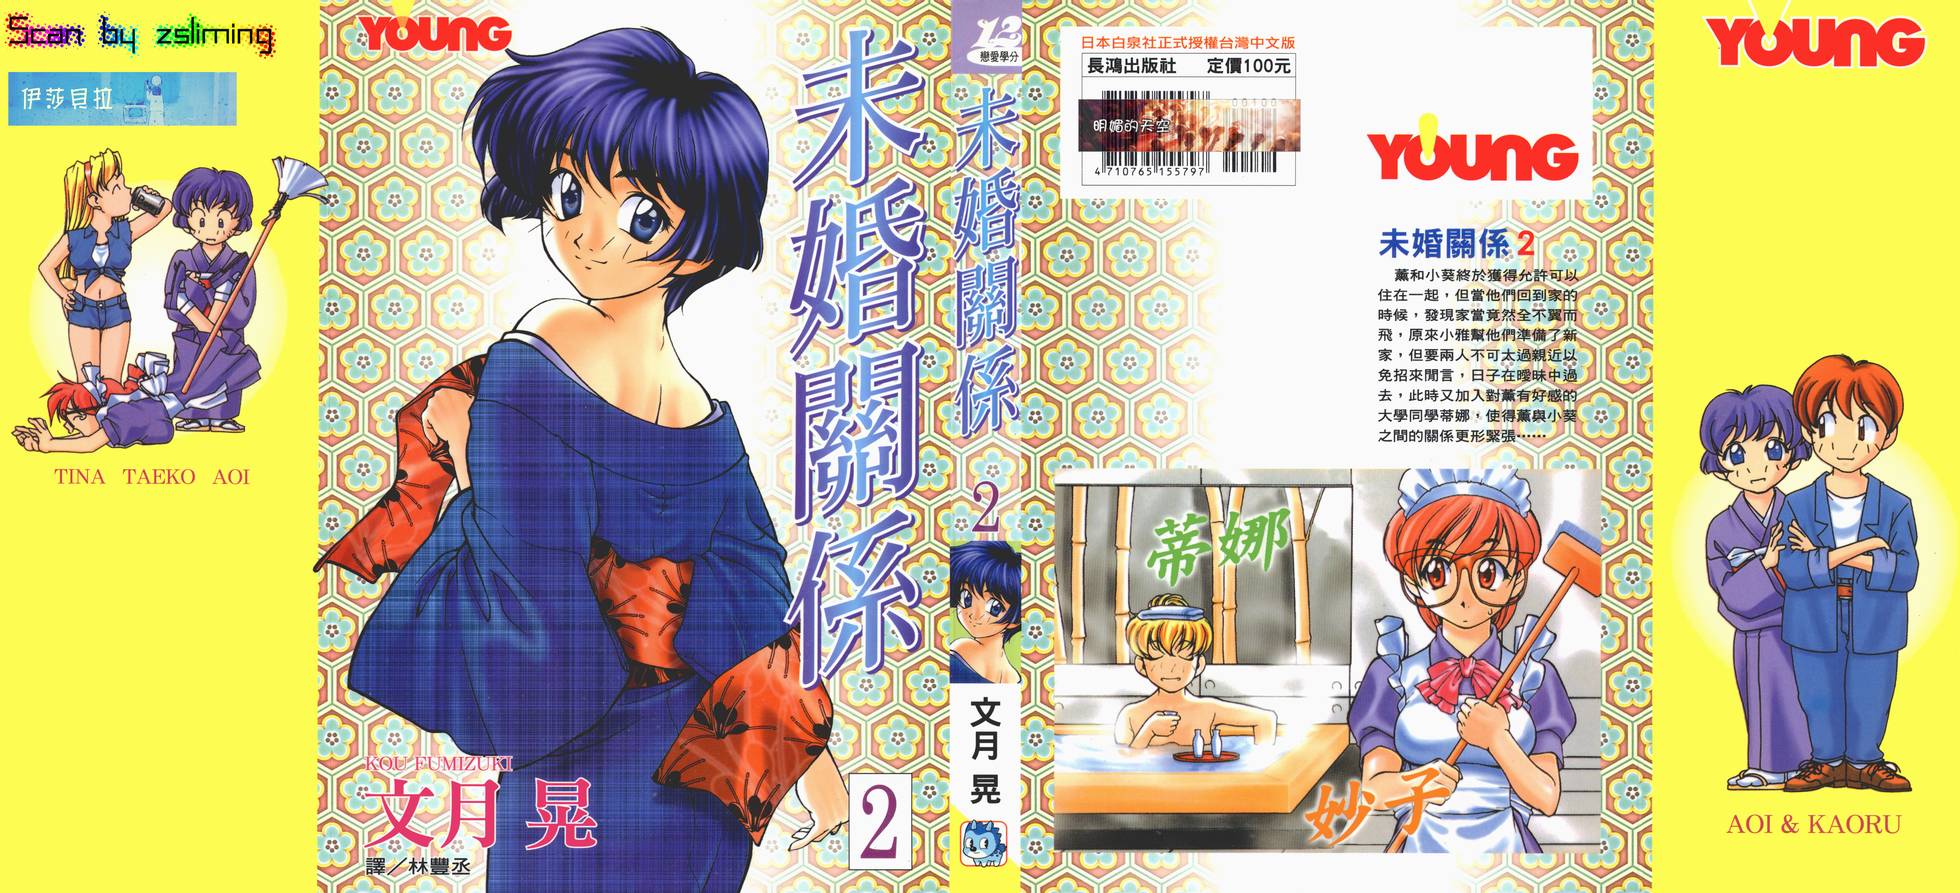 Scan by zsliming
伊莎貝拉
TINA TAEKO AOI
YOUNG
未婚關係
KOU FUMIZUKI
文月 晃
譯／林豐丞
2
12
戀愛學分
未婚關係
2
文月 晃
日本白泉社正式授權台灣中文版
長鴻出版社 定價100元
00100
明媚的天空
4 710765 155797
YOUNG
未婚關係 2
薰和小葵終於獲得允許可以
住在一起，但當他們回到家的
時候，發現家當竟然全不翼而
飛，原來小雅幫他們準備了新
家，但要兩人不可太過親近以
免招來閒言，日子在曖昧中過
去，此時又加入對薰有好感的
大學同學蒂娜，使得薰與小葵
之間的關係更形緊張……
蒂娜
妙子
YOUNG
AOI & KAORU